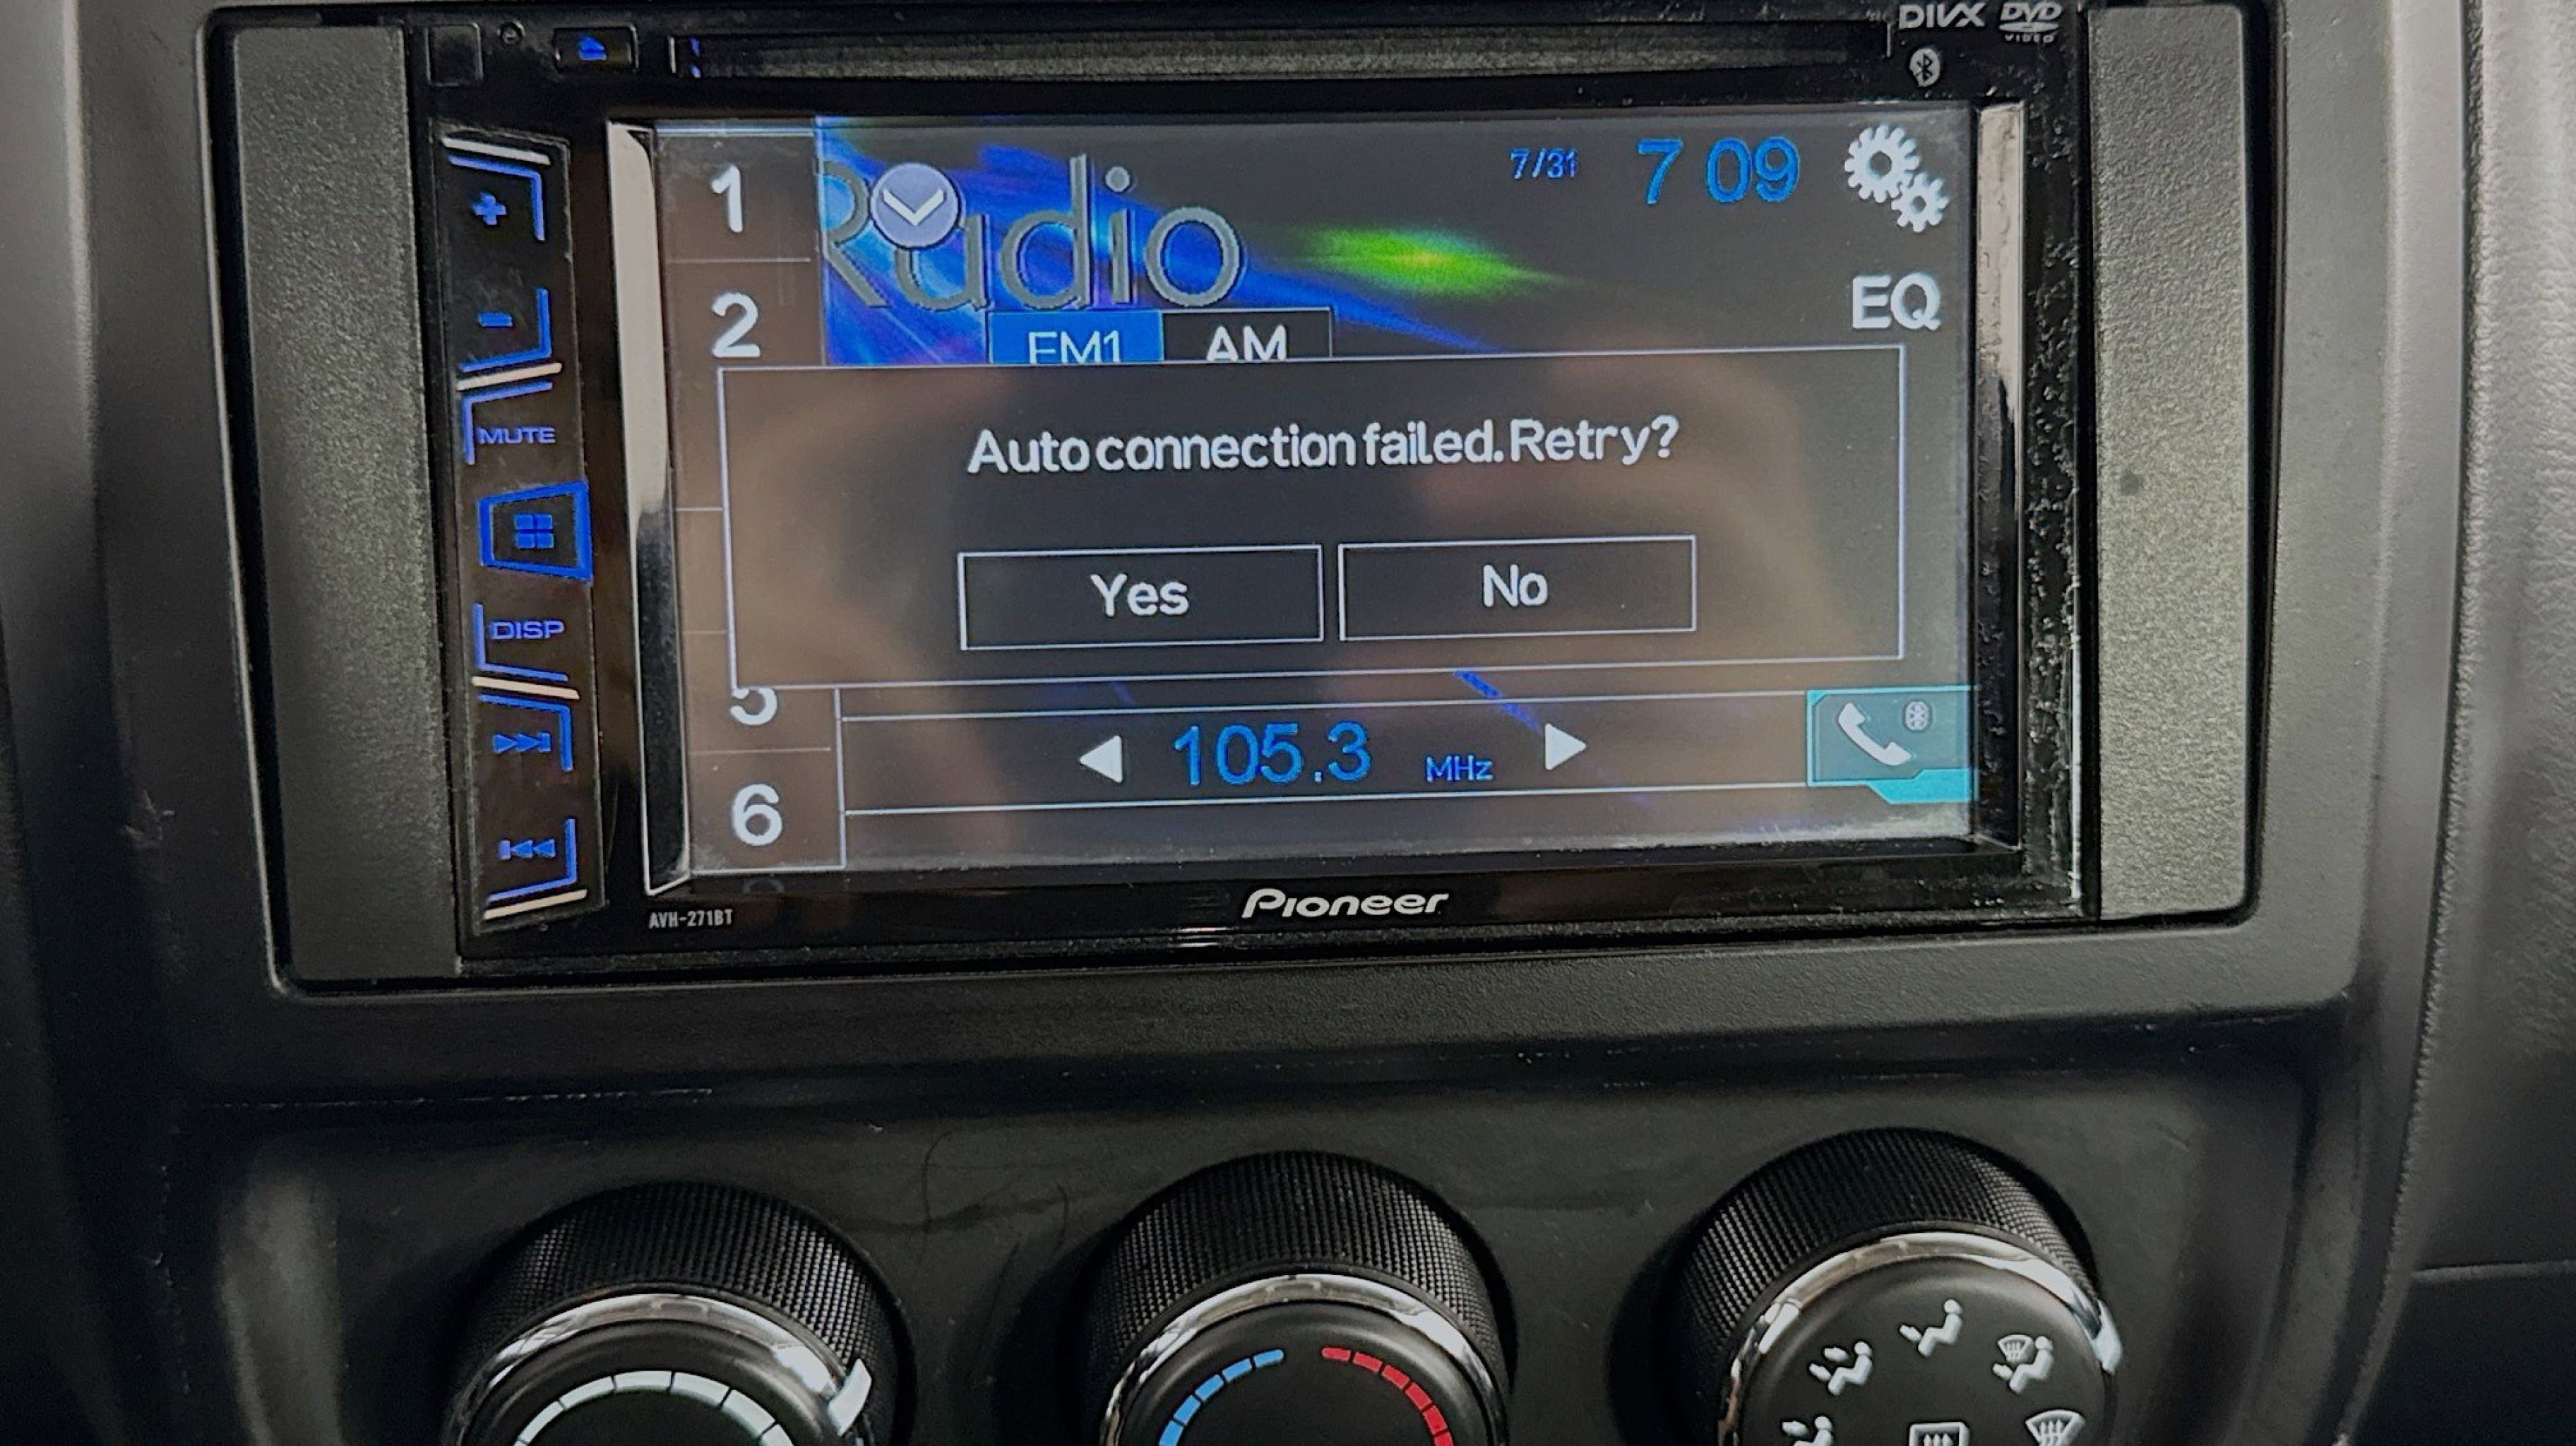 DIVX DVD
VIDEO
1
Radio
7/31
7 09
2
EQ
FM1 AM
MUTE
Auto connection failed. Retry?
Yes
No
DISP
5
105.3 MHz
6
AVH-271BT
Pioneer